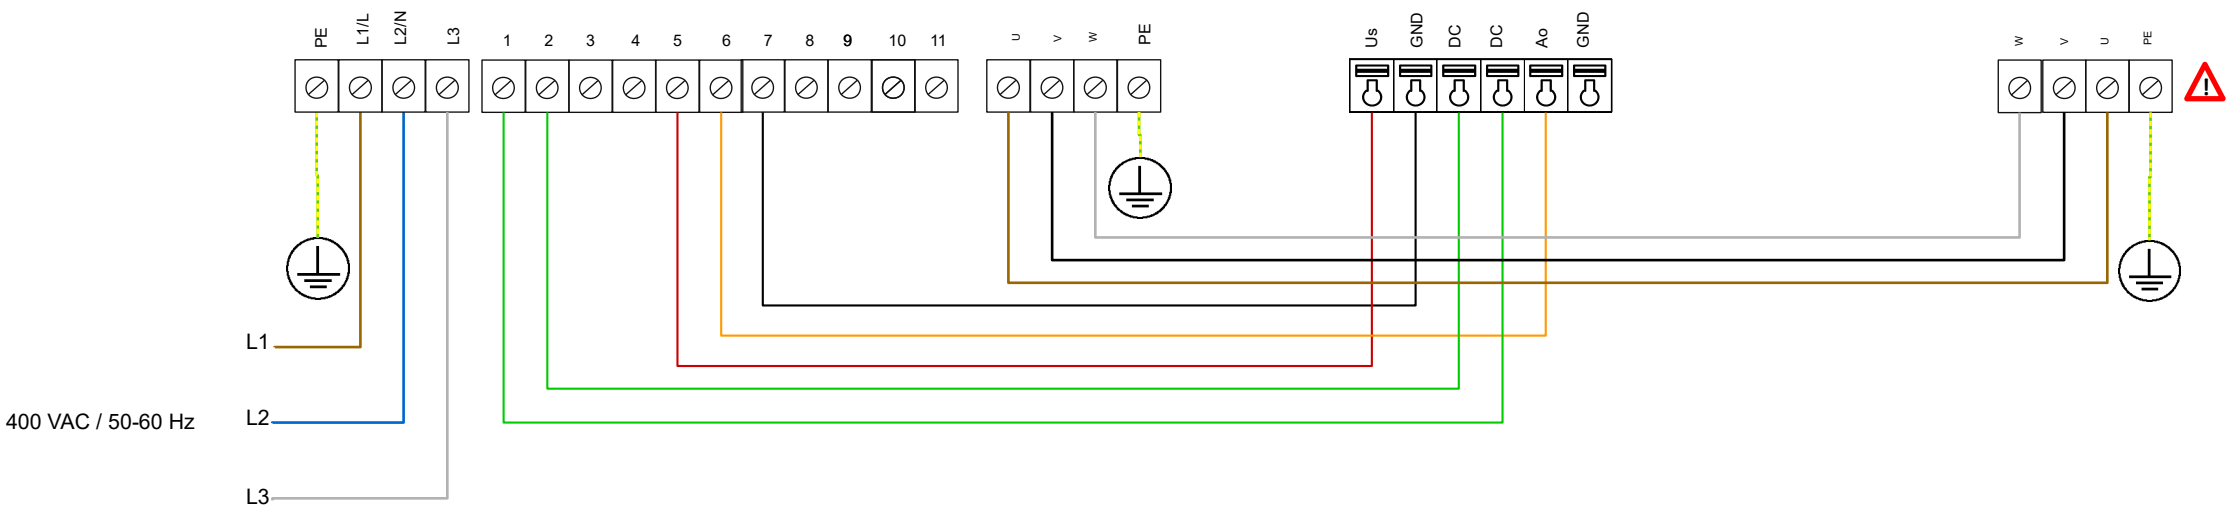 PE L1/L L2/N L3 1 2 3 4 5 6 7 8 9 10 11 U V W PE Us GND DC DC Ao GND W V U PE
!
L1
400 VAC / 50-60 Hz L2
L3